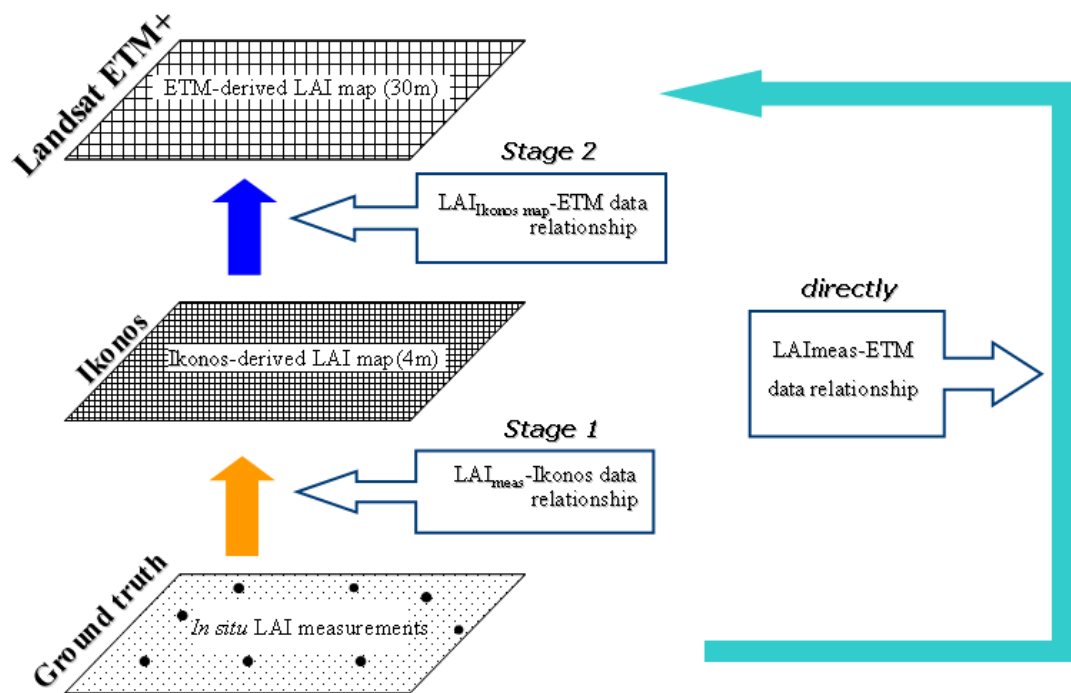 Landsat ETM+
ETM-derived LAI map (30m)
Stage 2
LAIIkonos map-ETM data
relationship
directly
LAImeas-ETM
data relationship
Ikonos
Ikonos-derived LAI map (4m)
Stage 1
LAImeas-Ikonos data
relationship
Ground truth
In situ LAI measurements